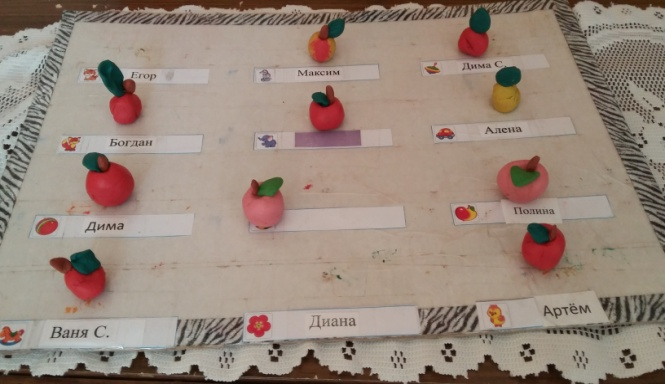 Егор
Максим
Дима С.
Богдан
Алена
Дима
Полина
Ваня С.
Диана
Артём